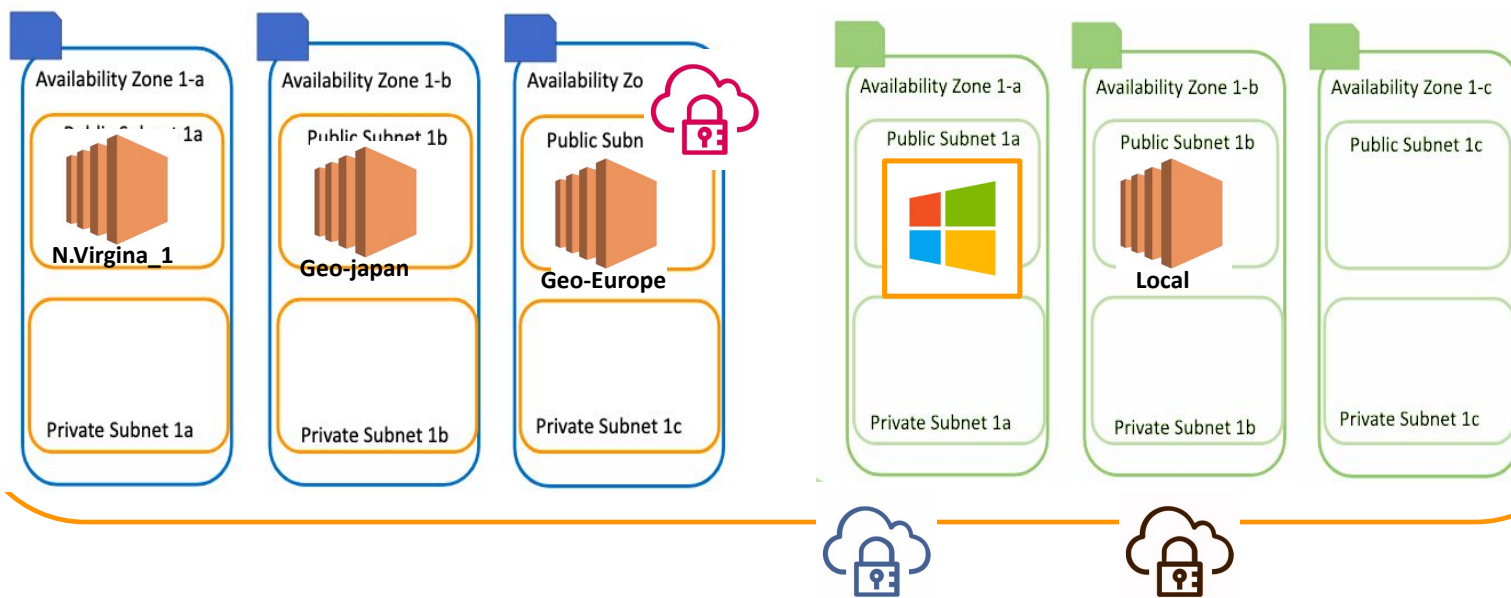 Availability Zone 1-a
1a
N.Virgina_1
Private Subnet 1a
Availability Zone 1-b
Public Subnet 1b
Geo-japan
Private Subnet 1b
Availability Zo
Public Subn
Geo-Europe
Private Subnet 1c
Availability Zone 1-a
Public Subnet 1a
Private Subnet 1a
Availability Zone 1-b
Public Subnet 1b
Local
Private Subnet 1b
Availability Zone 1-c
Public Subnet 1c
Private Subnet 1c